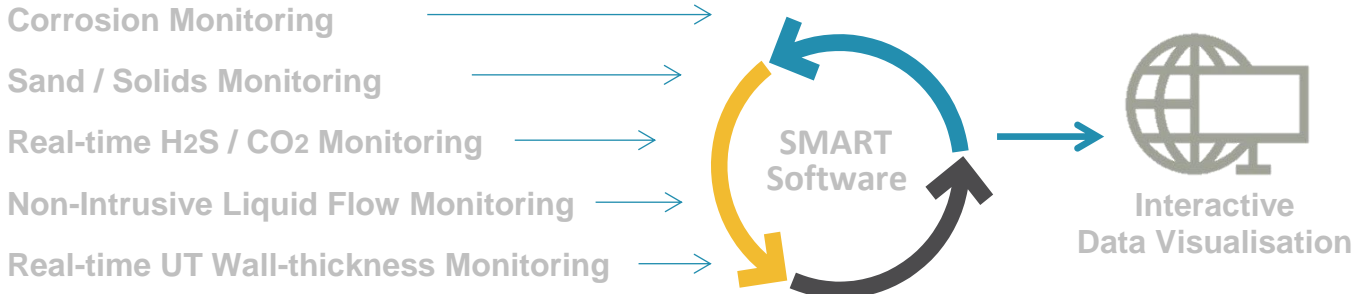 Corrosion Monitoring
Sand / Solids Monitoring
Real-time H2S / CO2 Monitoring
Non-Intrusive Liquid Flow Monitoring
Real-time UT Wall-thickness Monitoring
SMART
Software
Interactive
Data Visualisation